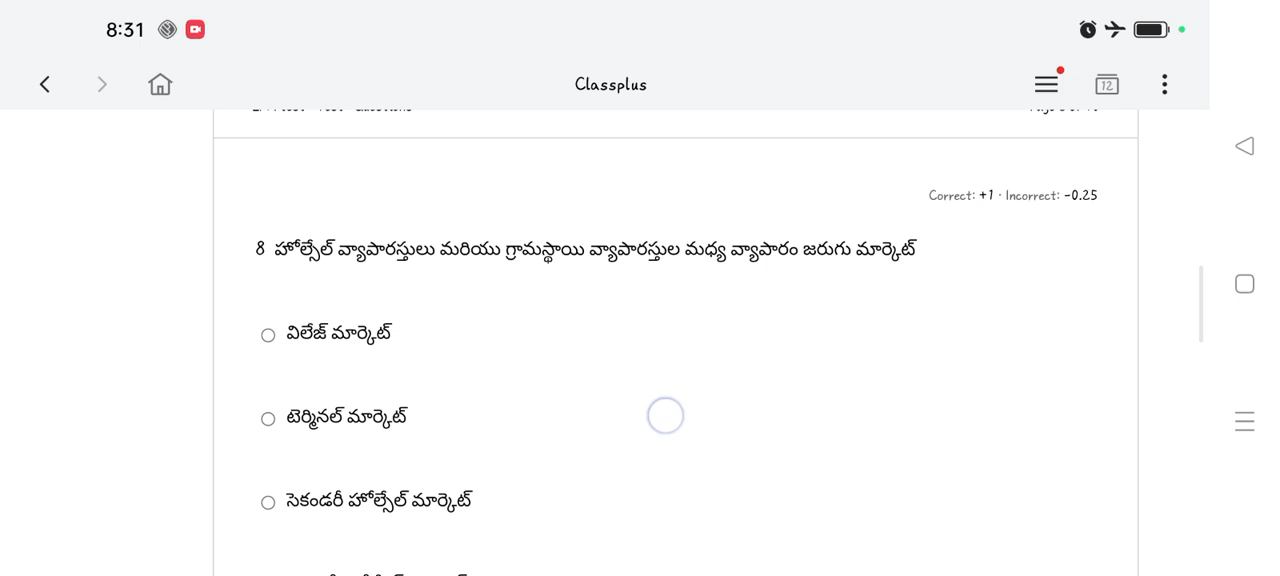 8:31
Classplus
12
Correct: +1 · Incorrect: -0.25
8 హోల్సేల్ వ్యాపారస్తులు మరియు గ్రామస్థాయి వ్యాపారస్తుల మధ్య వ్యాపారం జరుగు మార్కెట్
విలేజ్ మార్కెట్
టెర్మినల్ మార్కెట్
సెకండరీ హోల్సేల్ మార్కెట్